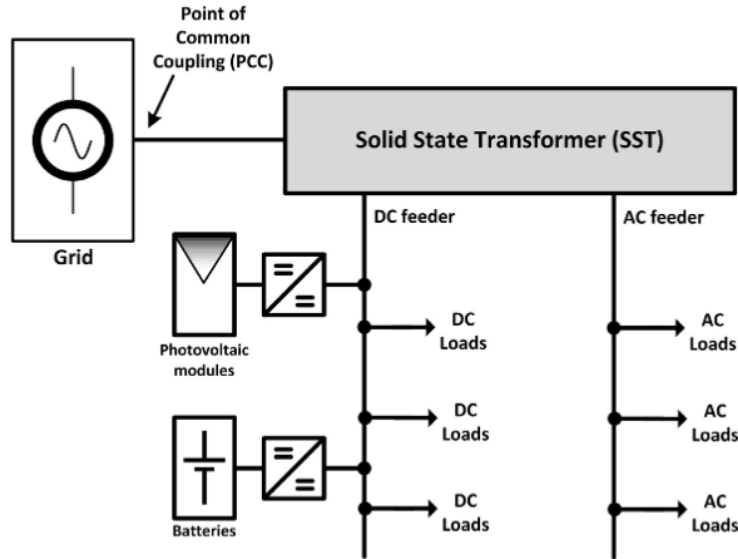 Point of
Common
Coupling (PCC)
Solid State Transformer (SST)
Grid
DC feeder
AC feeder
Photovoltaic
modules
DC
Loads
AC
Loads
DC
Loads
AC
Loads
Batteries
DC
Loads
AC
Loads